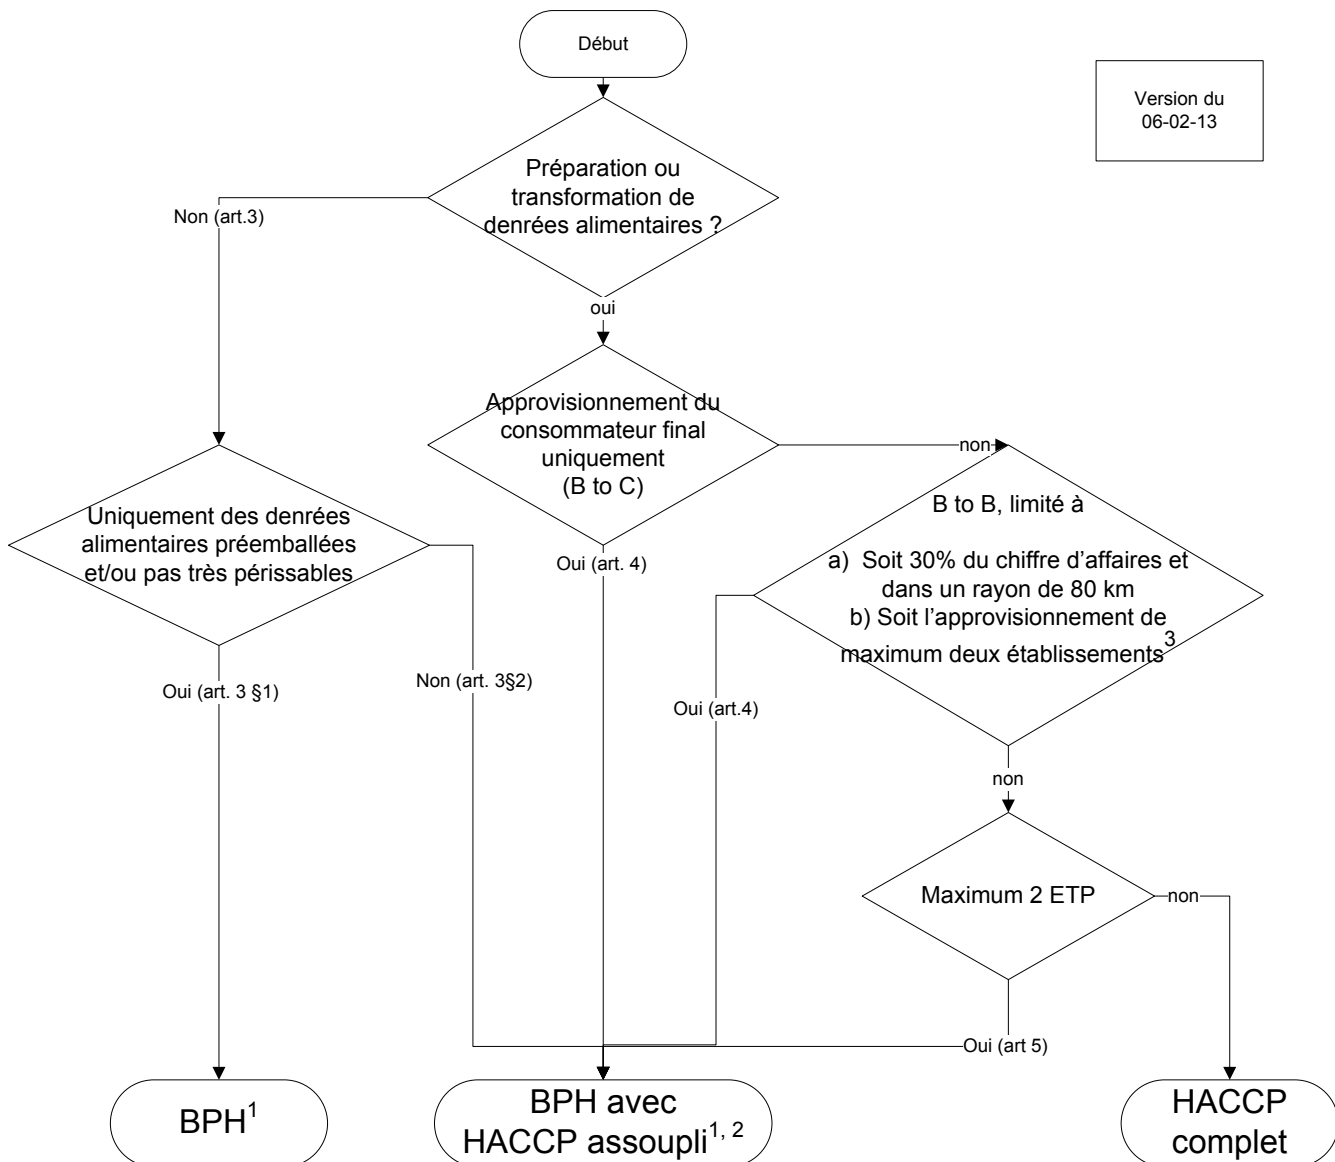 Début
Version du
06-02-13
Préparation ou
transformation de
denrées alimentaires ?
Non (art.3)
oui
Approvisionnement du
consommateur final
uniquement
(B to C)
non
B to B, limité à
a) Soit 30% du chiffre d’affaires et
dans un rayon de 80 km
b) Soit l’approvisionnement de
maximum deux établissements3
Uniquement des denrées
alimentaires préemballées
et/ou pas très périssables
Oui (art. 4)
Oui (art. 3 §1)
Non (art. 3§2)
Oui (art.4)
non
Maximum 2 ETP
non
Oui (art 5)
BPH1
BPH avec
HACCP assoupli1, 2
HACCP
complet